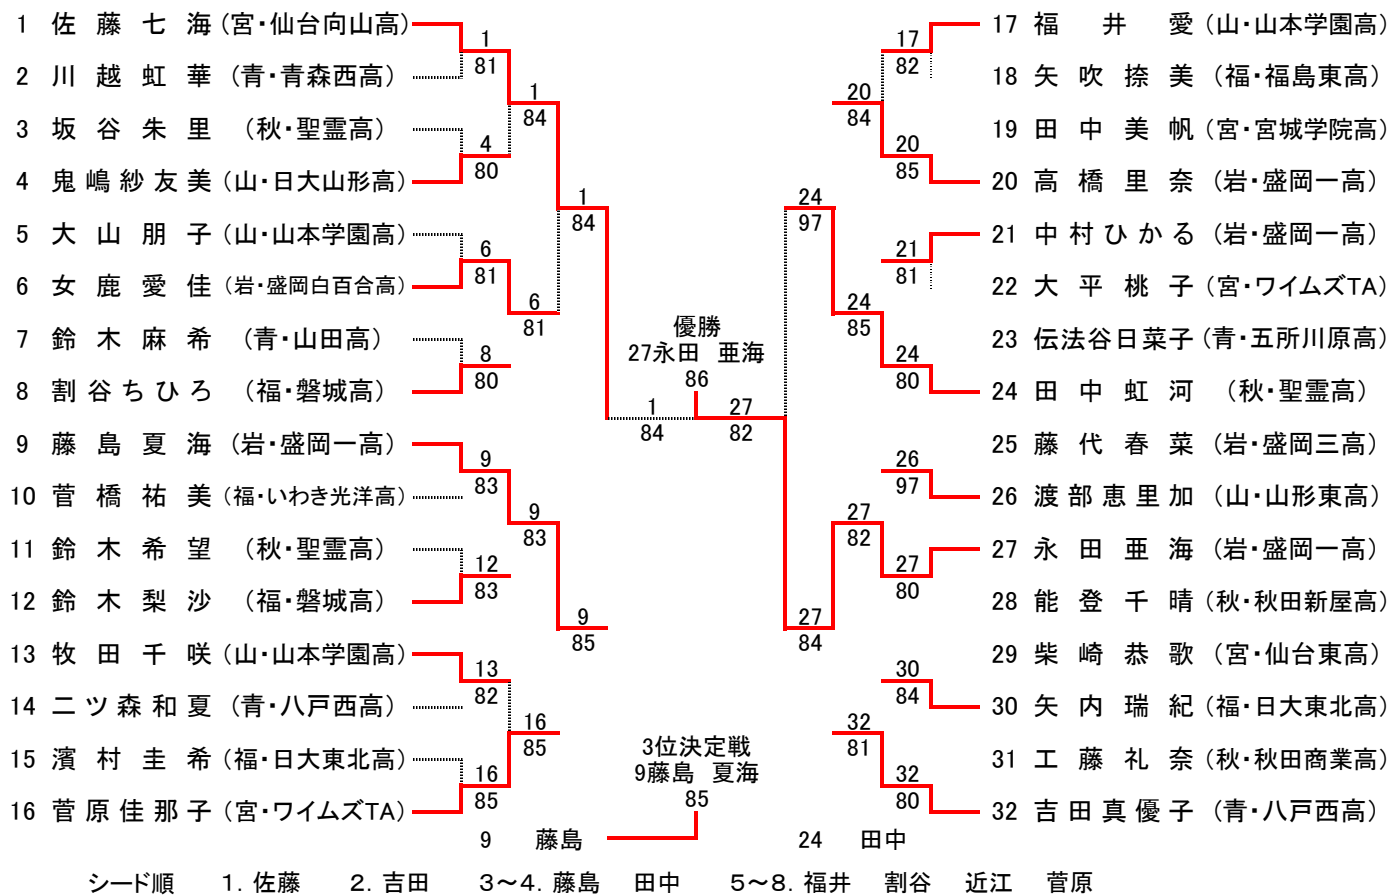 1 佐藤七海 (宮・仙台向山高)
2 川越虹華 (青・青森西高)
3 坂谷朱里 (秋・聖霊高)
4 鬼嶋紗友美 (山・日大山形高)
5 大山朋子 (山・山本学園高)
6 女鹿愛佳 (岩・盛岡白百合高)
7 鈴木麻希 (青・山田高)
8 割谷ちひろ (福・磐城高)
9 藤島夏海 (岩・盛岡一高)
10 菅橋祐美 (福・いわき光洋高)
11 鈴木希望 (秋・聖霊高)
12 鈴木梨沙 (福・磐城高)
13 牧田千咲 (山・山本学園高)
14 二ツ森和夏 (青・八戸西高)
15 濱村圭希 (福・日大東北高)
16 菅原佳那子 (宮・ワイムズTA)
1
81
4
80
6
81
8
80
9
83
12
83
13
82
16
85
1
84
6
81
9
83
16
85
1
84
9
85
1
84
優勝
27永田 亜海
86
27
82
3位決定戦
9藤島 夏海
85
9 藤島
24 田中
24
97
27
84
20
84
24
85
27
82
32
81
17
82
20
85
21
81
24
80
26
97
27
80
30
84
32
80
17 福井愛 (山・山本学園高)
18 矢吹捺美 (福・福島東高)
19 田中美帆 (宮・宮城学院高)
20 高橋里奈 (岩・盛岡一高)
21 中村ひかる (岩・盛岡一高)
22 大平桃子 (宮・ワイムズTA)
23 伝法谷日菜子 (青・五所川原高)
24 田中虹河 (秋・聖霊高)
25 藤代春菜 (岩・盛岡三高)
26 渡部恵里加 (山・山形東高)
27 永田亜海 (岩・盛岡一高)
28 能登千晴 (秋・秋田新屋高)
29 柴崎恭歌 (宮・仙台東高)
30 矢内瑞紀 (福・日大東北高)
31 工藤礼奈 (秋・秋田商業高)
32 吉田真優子 (青・八戸西高)
シード順 1. 佐藤 2. 吉田 3～4. 藤島 田中 5～8. 福井 割谷 近江 菅原